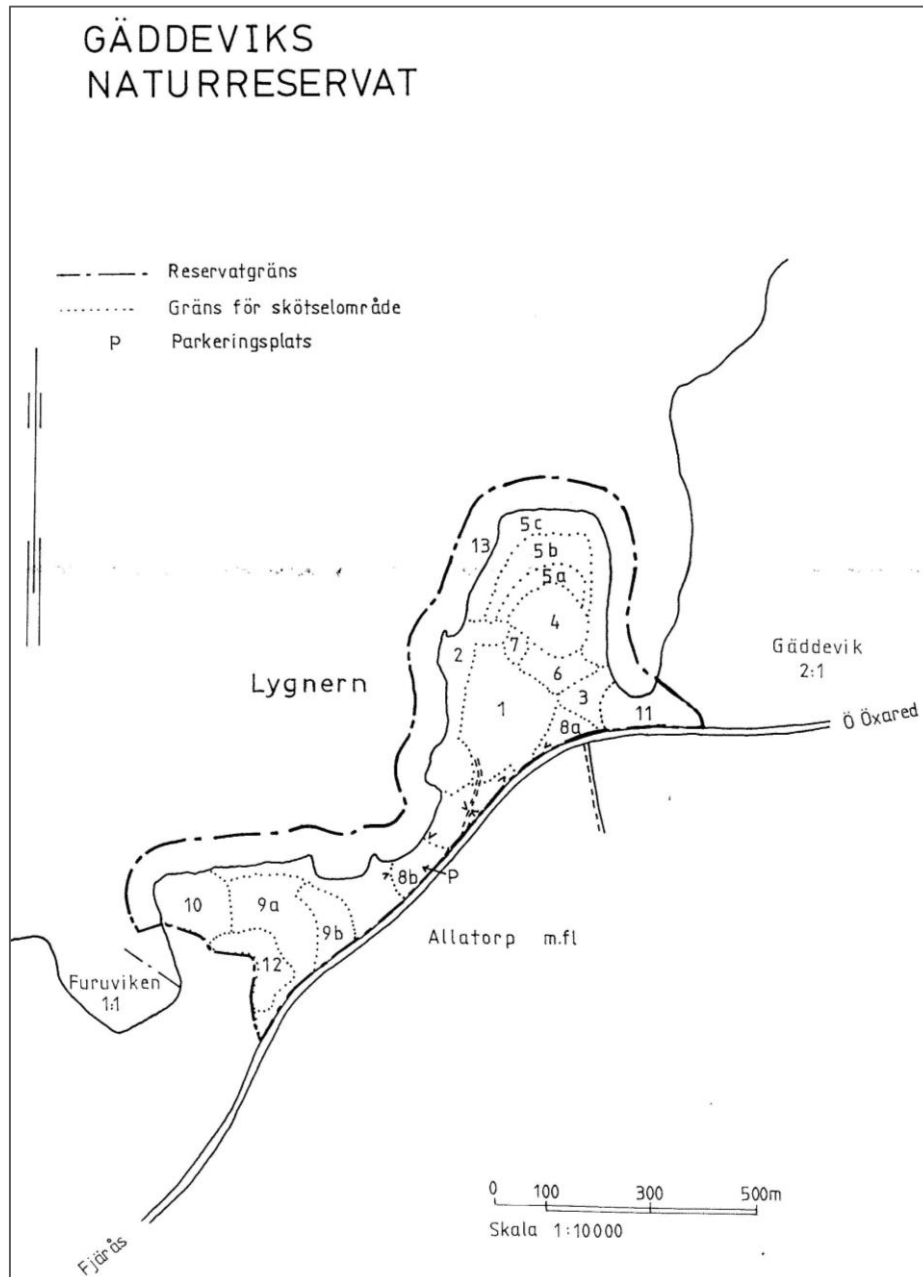 GÄDDEVIKS
NATURRESERVAT
Reservatgräns
Gräns för skötselområde
P Parkeringsplats
5c
13
5b
5a
4
2
7
Gäddevik
2:1
6
Lygnern
3
1
11
8a
Ö Öxared
8b
P
10
9a
9b
Allatorp m.fl
12
Furuviken
1:1
0 100 300 500m
Skala 1:10000
Fjärås